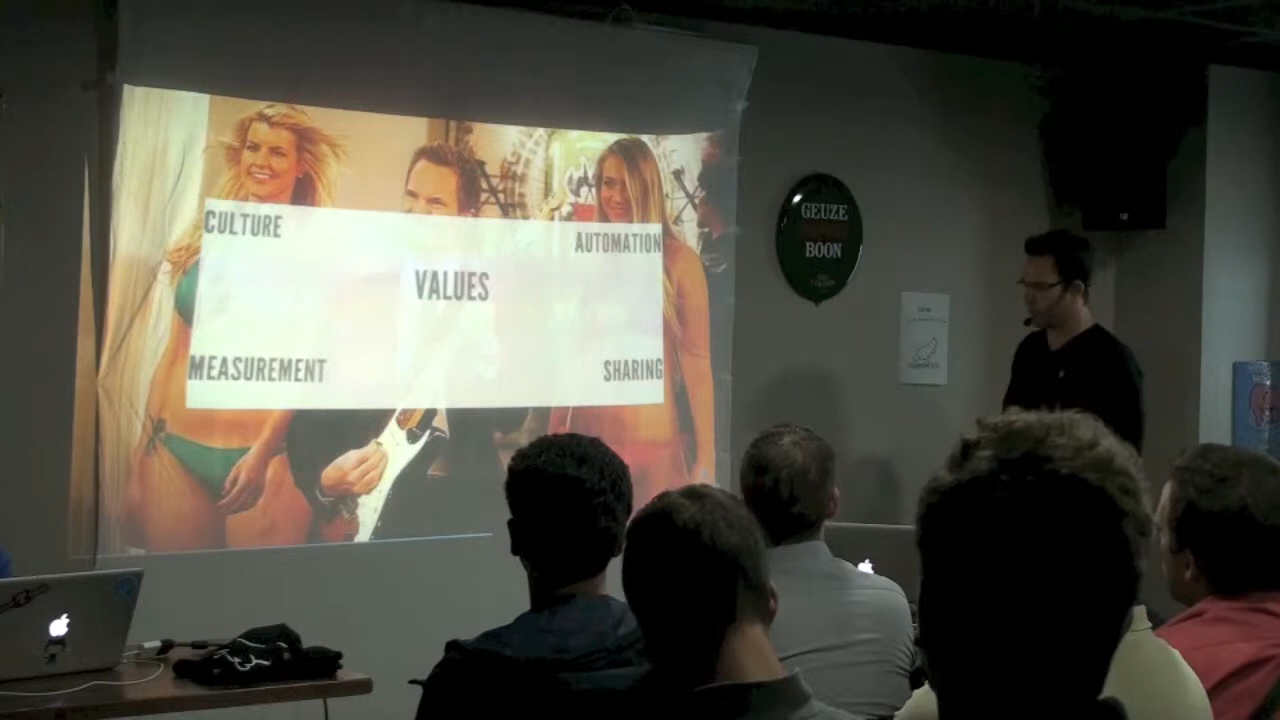 CULTURE
AUTOMATION
VALUES
MEASUREMENT
SHARING
GEUZE
BOON